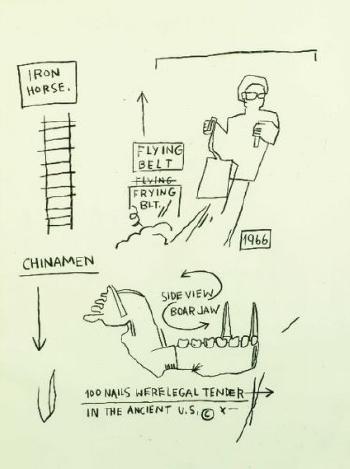 IRON
HORSE.
FLYING
BELT
FLYING
FRYING
BLT.
1966
CHINAMEN
SIDE VIEW
BOAR JAW
100 NAILS WERE LEGAL TENDER
IN THE ANCIENT U.S. © X—